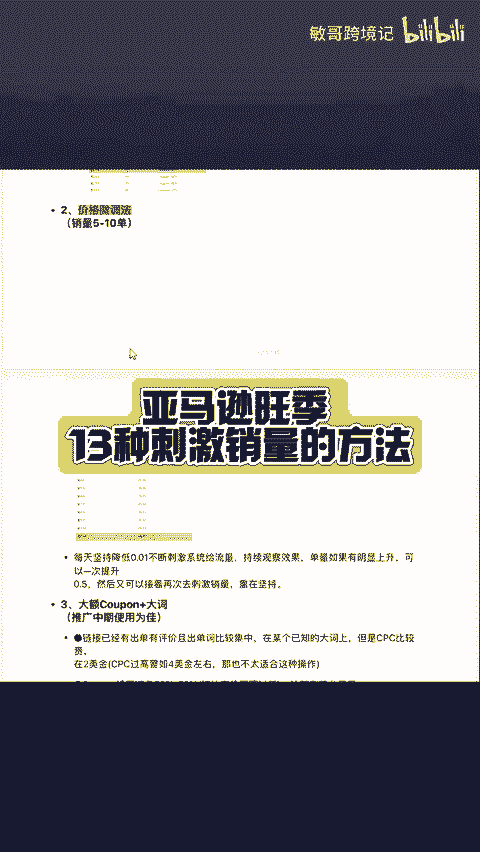 敏哥跨境记 bilibili
2、价格微调法
(销量5-10单)
亚马逊旺季
13种刺激销量的方法
每天坚持降低0.01不断刺激系统给流量，持续观察效果，单量如果有明显上升，可
以一次提升
0.5，然后又可以接着再次去刺激销量，贵在坚持。
3、大额Coupon+大词
(推广中期使用为佳)
链接已经有出单有评价且出单词比较集中，在某个已知的大词上，但是CPC比较
贵，
在2美金(CPC过高譬如4美金左右，那也不太适合这种操作)